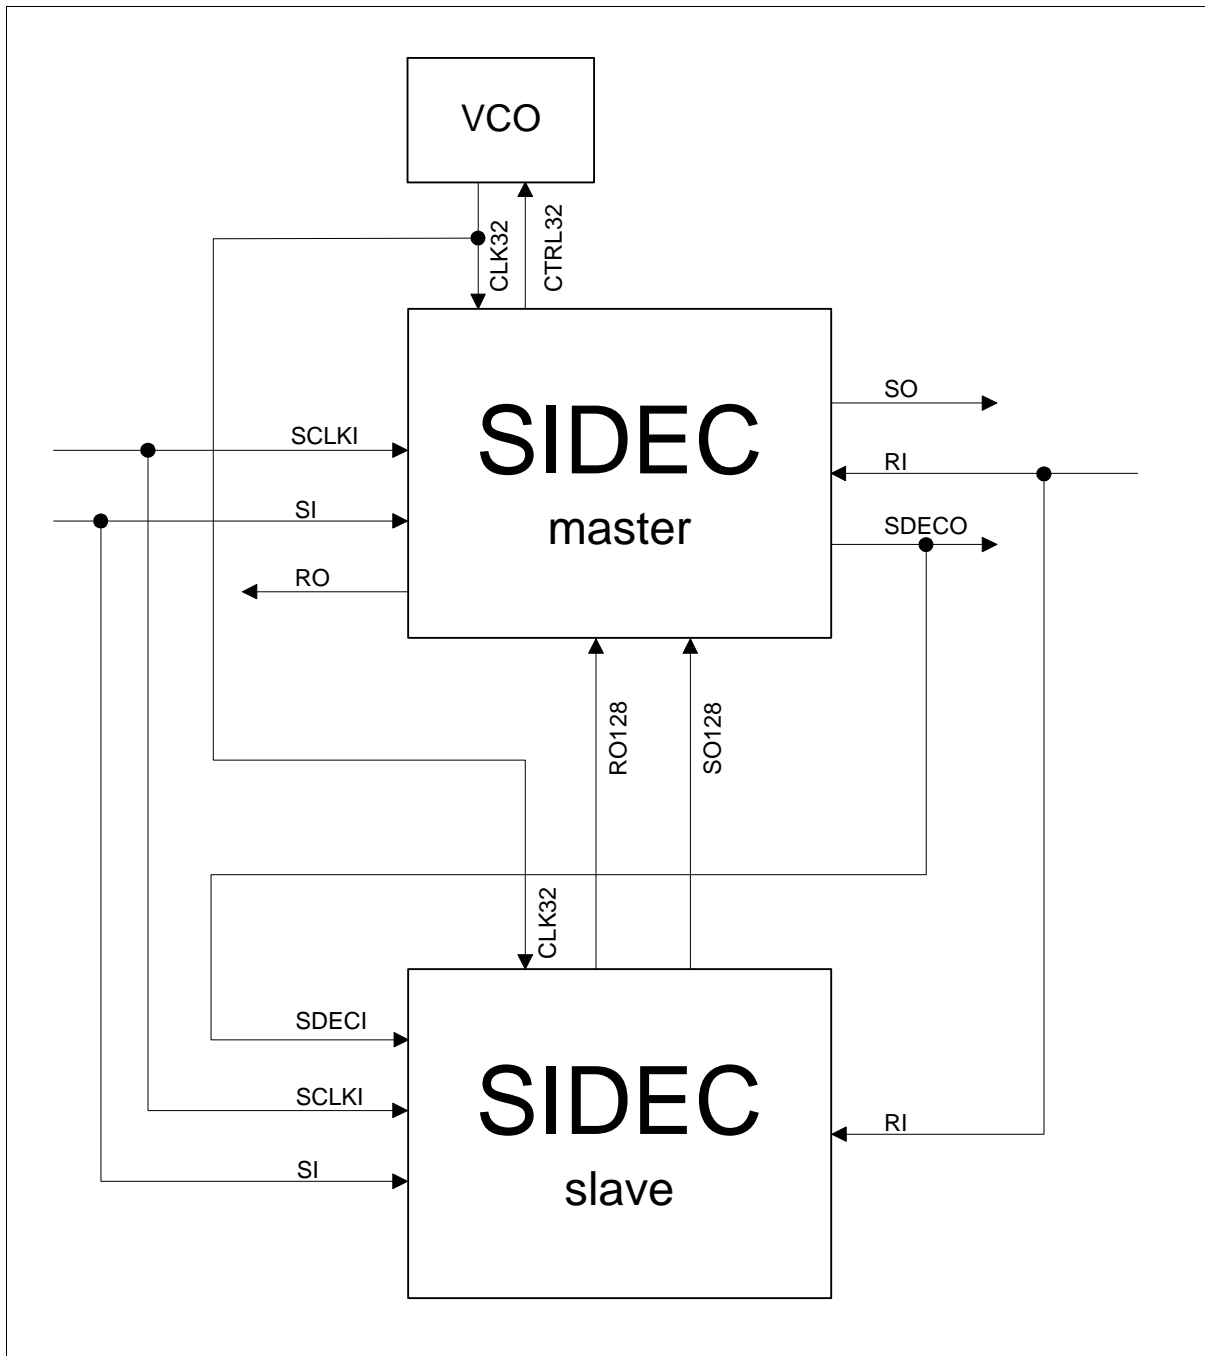 VCO
CLK32
CTRL32
SO
SCLKI
RI
SIDEC
master
SI
SDECO
RO
RO128
SO128
CLK32
SDECI
SIDEC
slave
SCLKI
RI
SI